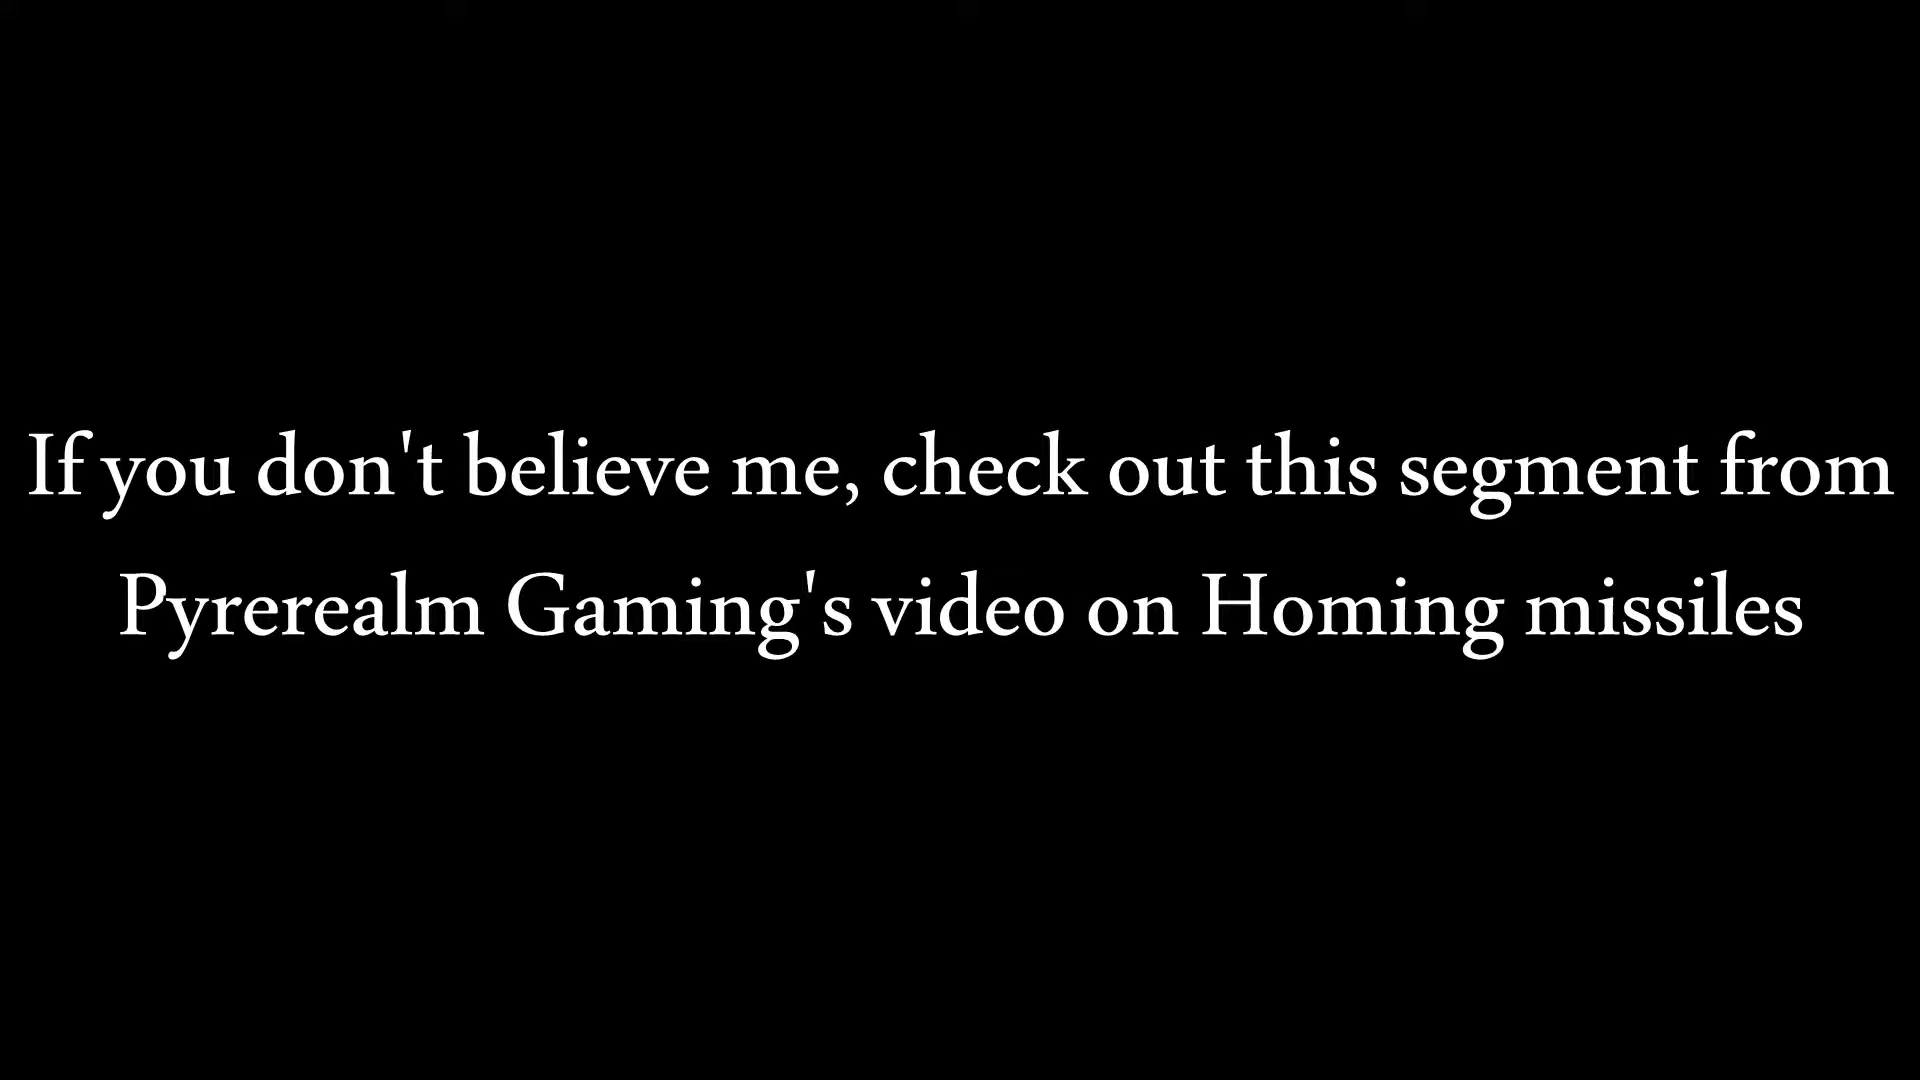 If you don't believe me, check out this segment from
Pyrerealm Gaming's video on Homing missiles